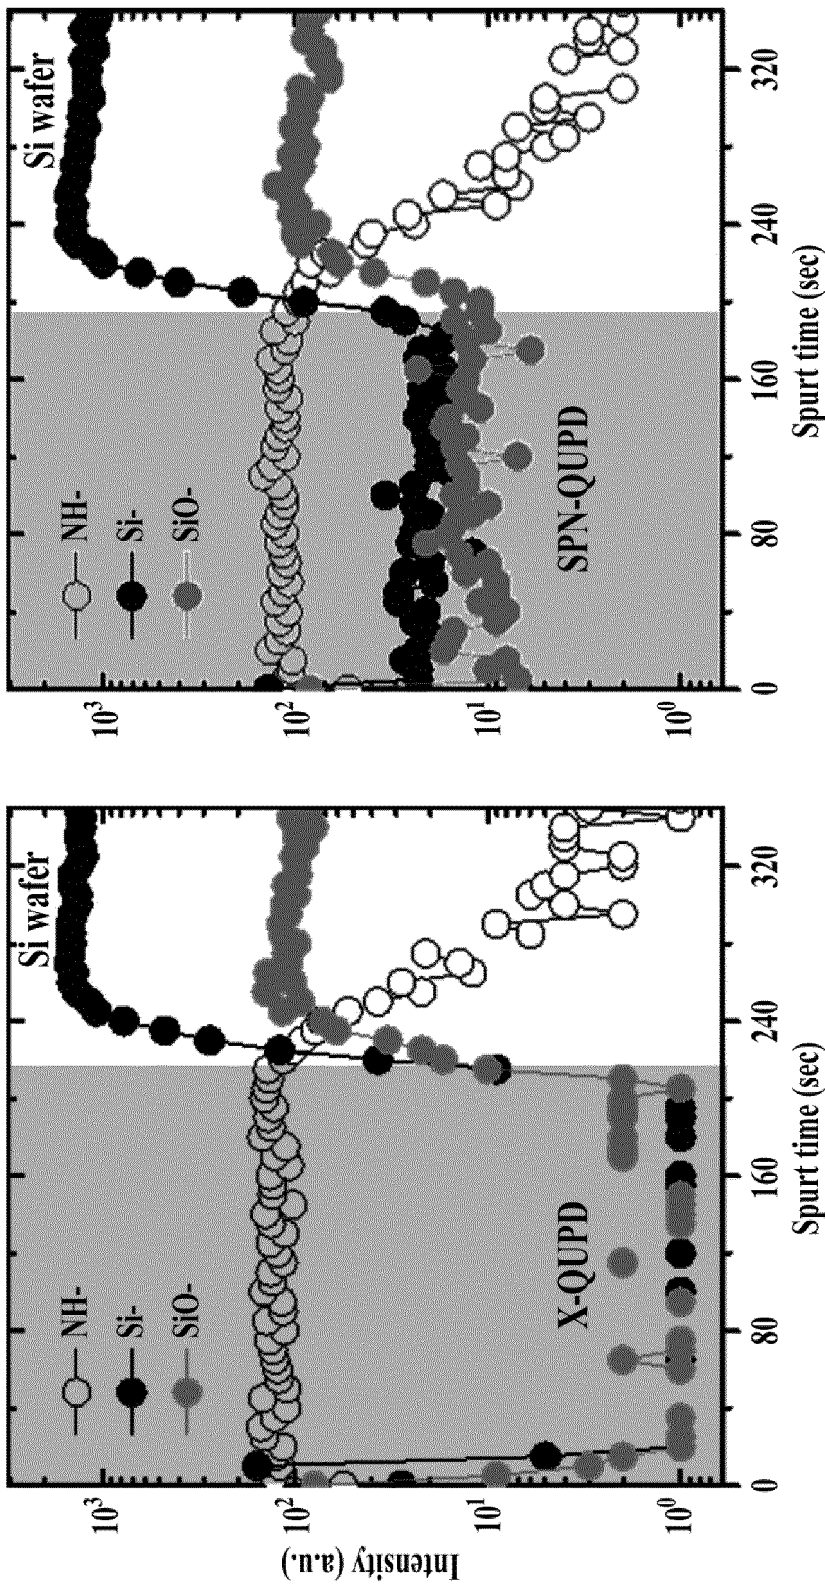 Intensity (a.u.)
10³
10²
10¹
10⁰
NH-
Si-
SiO-
Si wafer
X-QUPD
0
80
160
240
320
Spurt time (sec)
10³
10²
10¹
10⁰
NH-
Si-
SiO-
Si wafer
SPN-QUPD
0
80
160
240
320
Spurt time (sec)